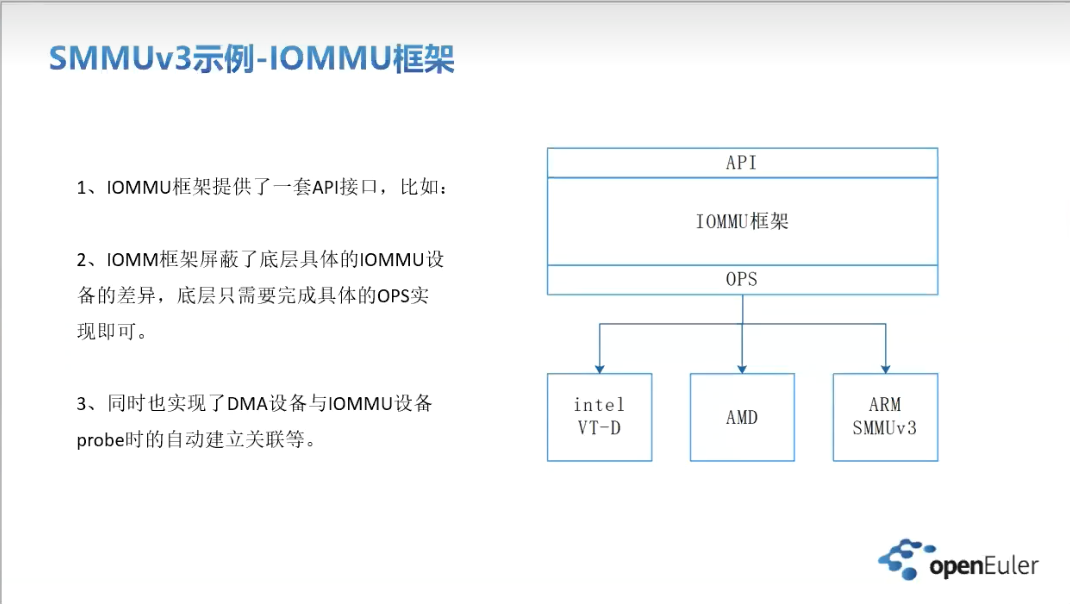 SMMUv3示例-IOMMU框架
1、IOMMU框架提供了一套API接口，比如：
2、IOMM框架屏蔽了底层具体的IOMMU设
备的差异，底层只需要完成具体的OPS实
现即可。
3、同时也实现了DMA设备与IOMMU设备
probe时的自动建立关联等。
API
IOMMU框架
OPS
intel
VT-D
AMD
ARM
SMMUv3
openEuler